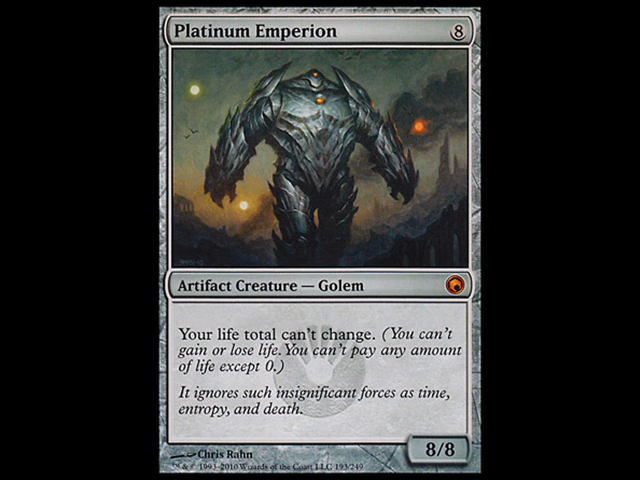 Platinum Emperion 8
Artifact Creature — Golem
Your life total can't change. (You can't
gain or lose life. You can't pay any amount
of life except 0.)
It ignores such insignificant forces as time,
entropy, and death.
8/8
Chris Rahn
™ & © 1993–2010 Wizards of the Coast LLC 193/249